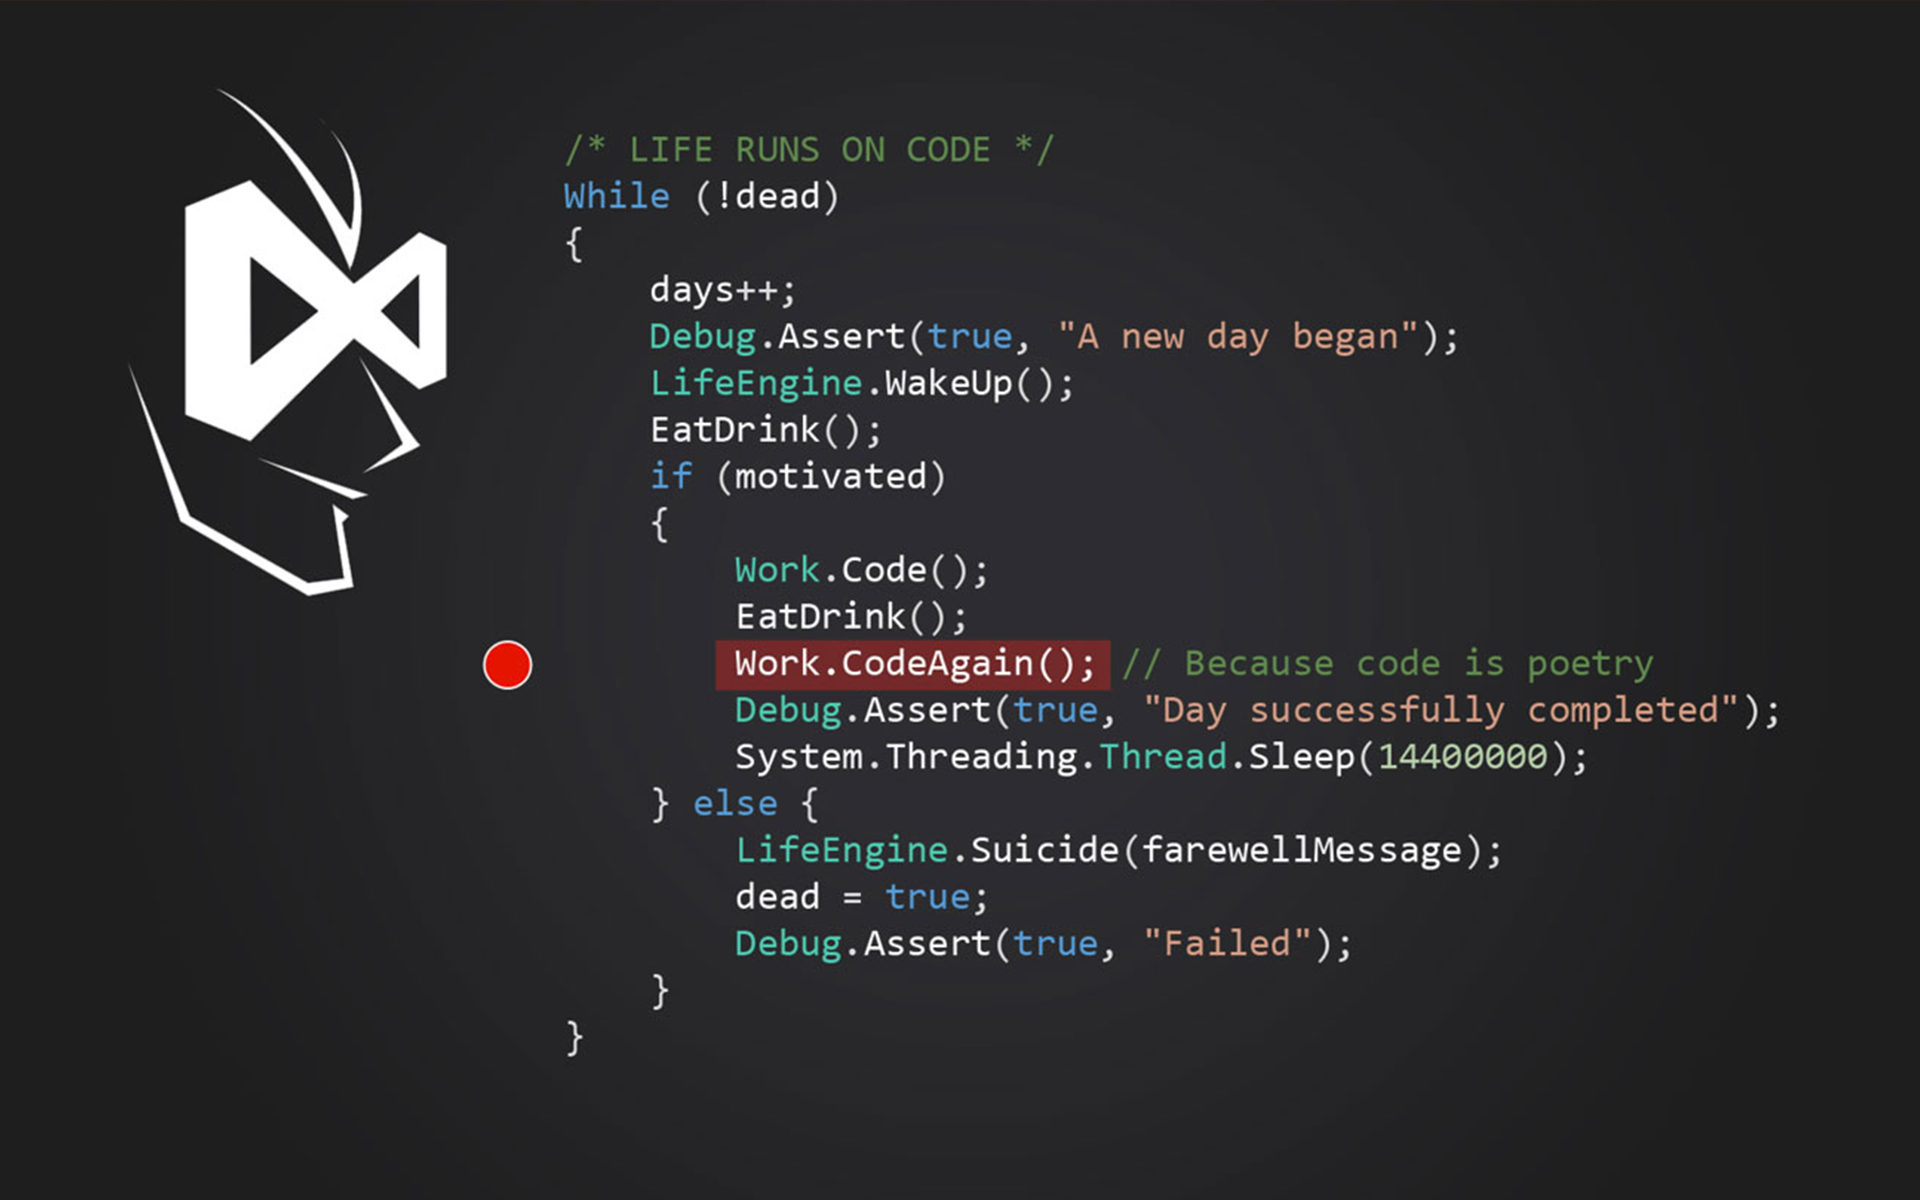 /* LIFE RUNS ON CODE */
While (!dead)
{
    days++;
    Debug.Assert(true, "A new day began");
    LifeEngine.WakeUp();
    EatDrink();
    if (motivated)
    {
        Work.Code();
        EatDrink();
        Work.CodeAgain(); // Because code is poetry
        Debug.Assert(true, "Day successfully completed");
        System.Threading.Thread.Sleep(14400000);
    } else {
        LifeEngine.Suicide(farewellMessage);
        dead = true;
        Debug.Assert(true, "Failed");
    }
}